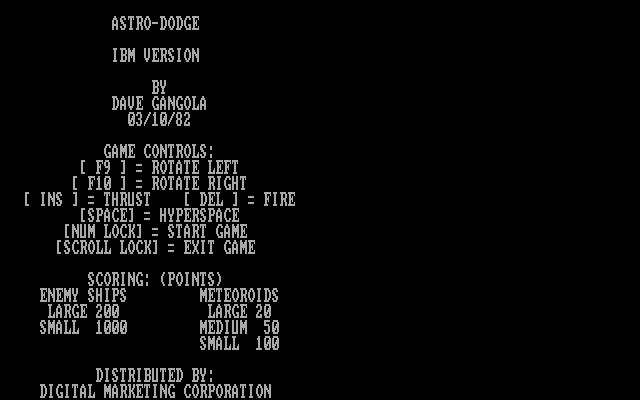 ASTRO-DODGE
IBM VERSION
BY
DAVE GANGOLA
03/10/82
GAME CONTROLS:
[ F9 ] = ROTATE LEFT
[ F10 ] = ROTATE RIGHT
[ INS ] = THRUST    [ DEL ] = FIRE
[SPACE] = HYPERSPACE
[NUM LOCK] = START GAME
[SCROLL LOCK] = EXIT GAME
SCORING: (POINTS)
ENEMY SHIPS         METEOROIDS
LARGE 200          LARGE 20
SMALL  1000         MEDIUM  50
SMALL  100
DISTRIBUTED BY:
DIGITAL MARKETING CORPORATION